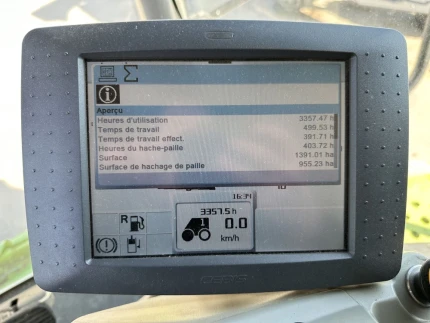 Aperçu
Heures d'utilisation 3357.47 h
Temps de travail 499.53 h
Temps de travail effect. 391.71 h
Heures du hache-paille 403.72 h
Surface 1391.01 ha
Surface de hachage de paille 955.23 ha
16:34
3357.5 h
R
0.0
km/h